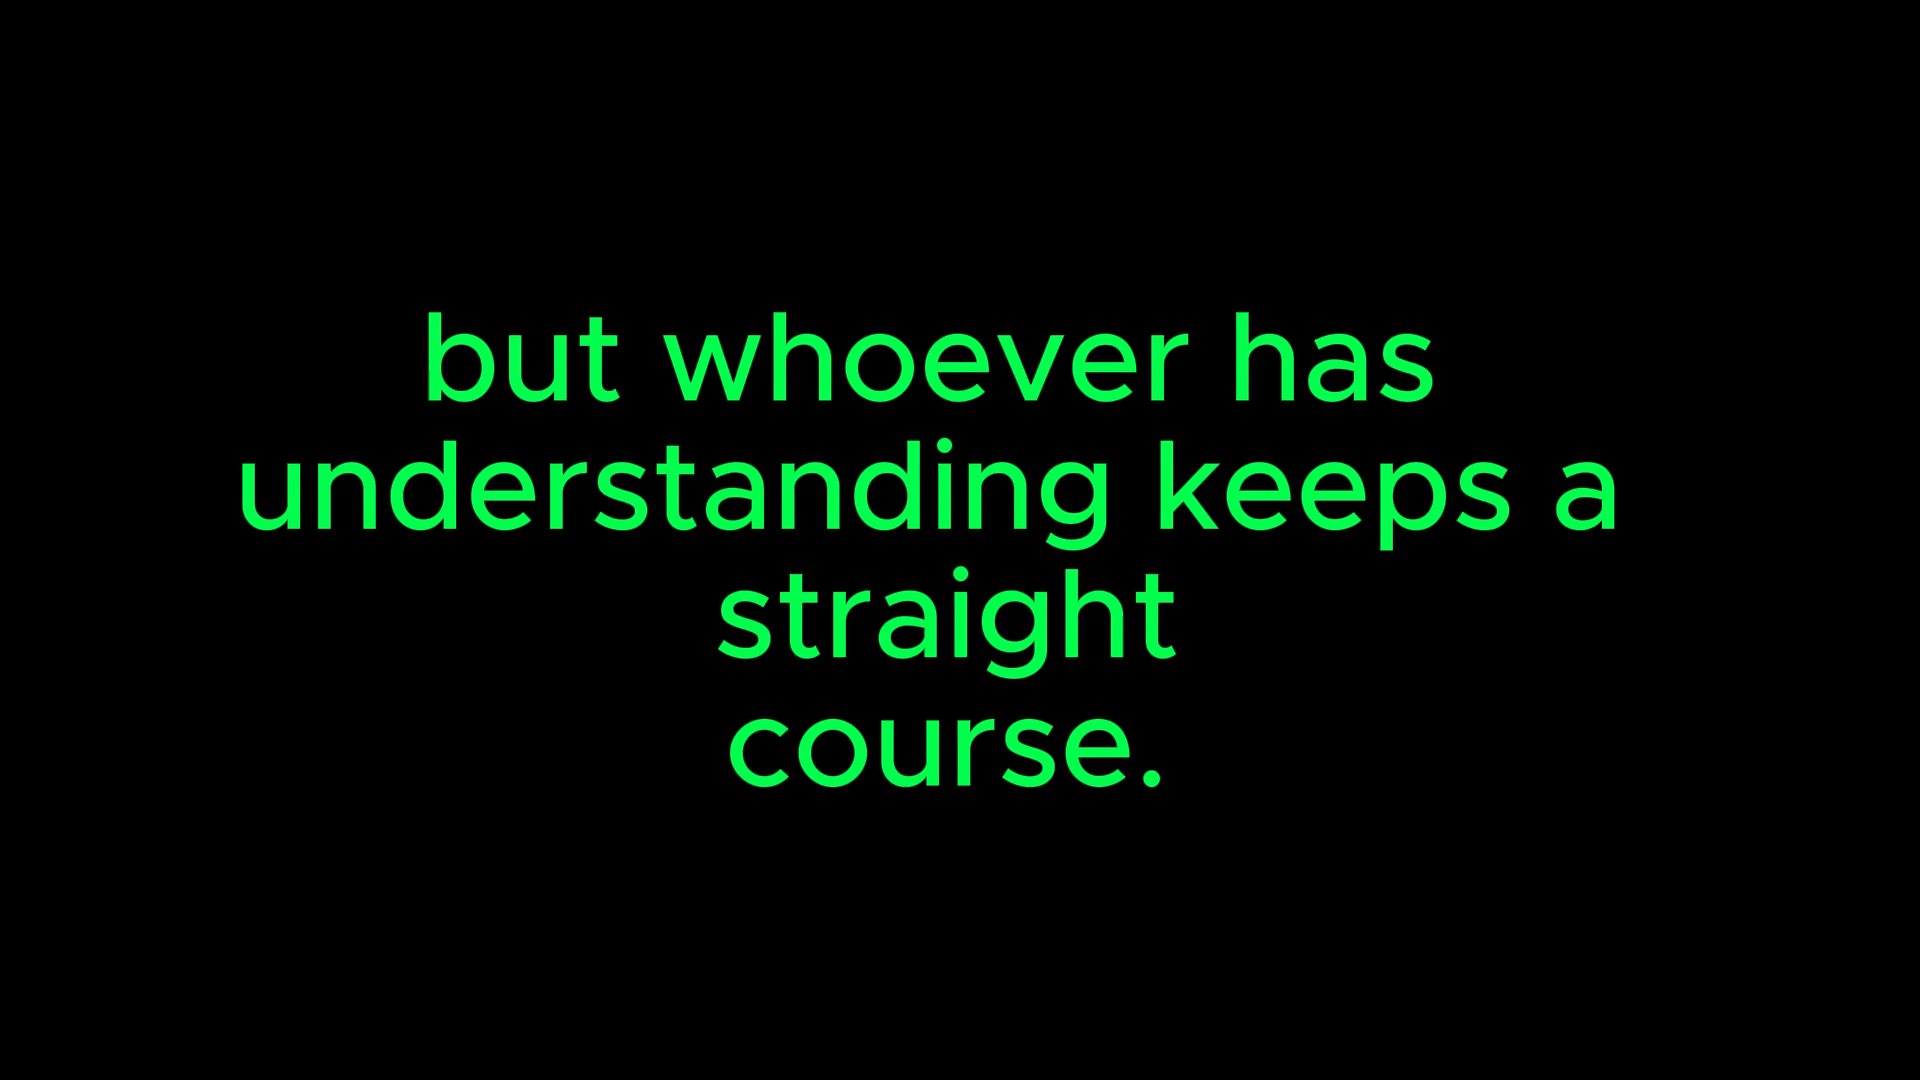 but whoever has
understanding keeps a
straight
course.